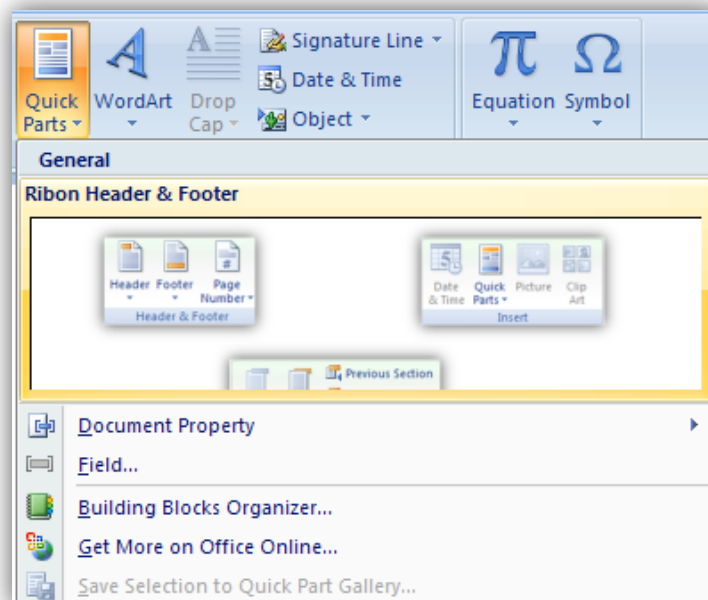 Quick Parts
WordArt
Drop Cap
Signature Line
Date & Time
Object
Equation
Symbol
General
Ribon Header & Footer
Header
Footer
Page Number
Header & Footer
Date & Time
Quick Parts
Picture
Clip Art
Insert
Previous Section
Document Property
Field...
Building Blocks Organizer...
Get More on Office Online...
Save Selection to Quick Part Gallery...